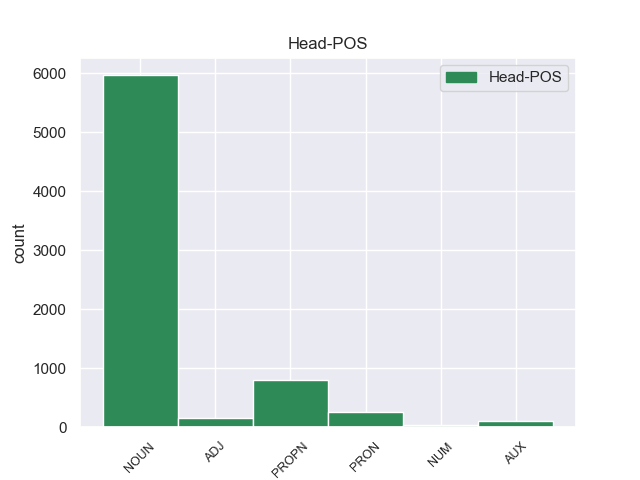 Head-POS
Head-POS
count
6000
5000
4000
3000
2000
1000
0
NOUN
ADJ
PROPN
PRON
NUM
AUX